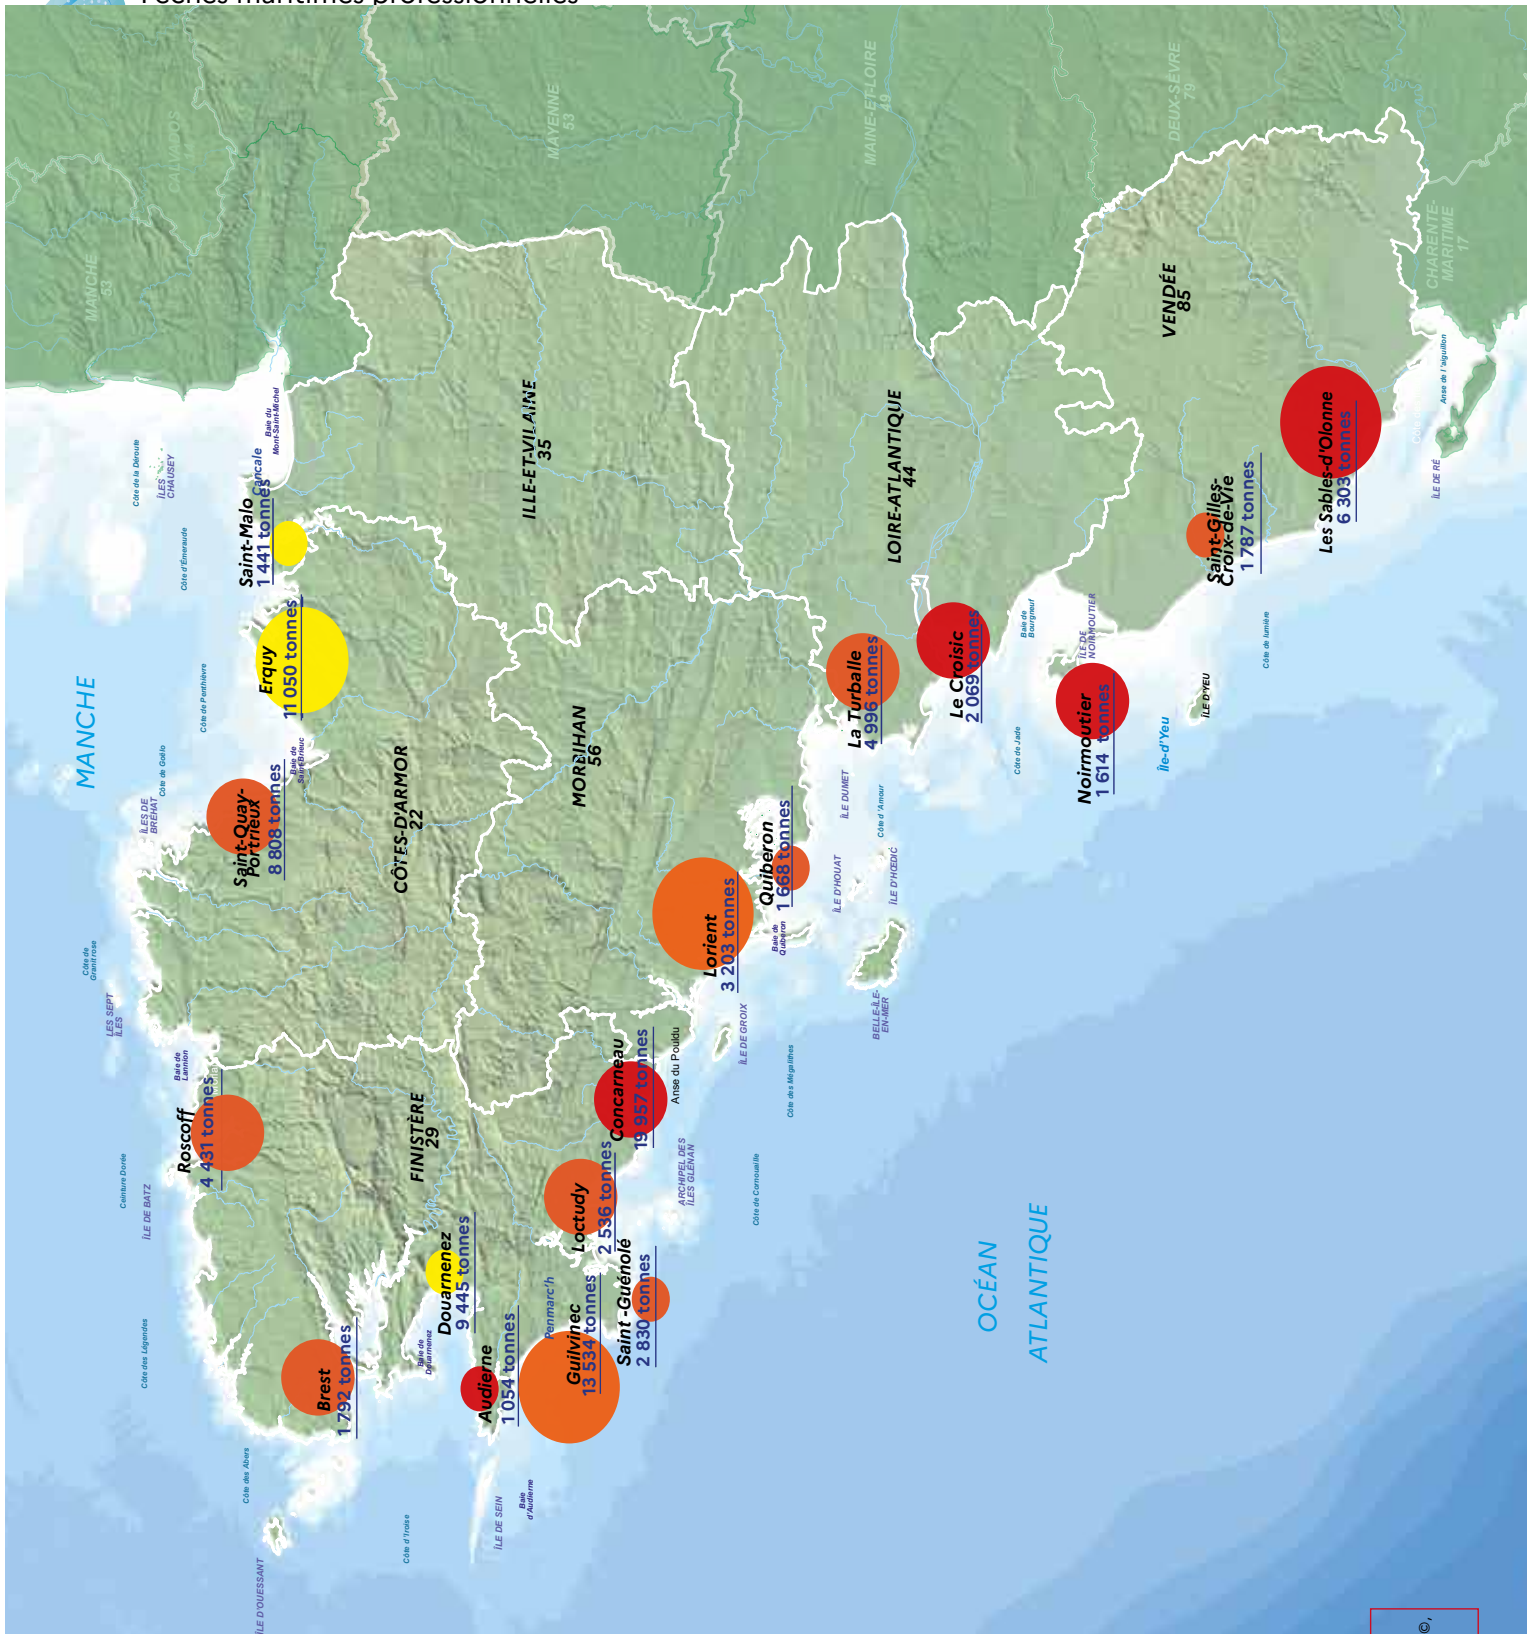 Pêches maritimes professionnelles
MANCHE
53
CALVADOS
MAYENNE
53
MAINE-ET-LOIRE
49
DEUX-SÈVRE
79
CHARENTE-
MARITIME
17
VENDÉE
85
ILLE-ET-VILAINE
35
LOIRE-ATLANTIQUE
44
MORBIHAN
56
CÔTES-D'ARMOR
22
FINISTÈRE
29
MANCHE
OCÉAN
ATLANTIQUE
Côte de la Déroute
ÎLES
CHAUSEY
Baie du
Mont-Saint-Michel
Cancale
Saint-Malo
1 441 tonnes
Côte d'Émeraude
Erquy
11 050 tonnes
Côte de Penthièvre
Baie de
Saint-Brieuc
Côte de Goëlo
ÎLES DE
BRÉHAT
Saint-Quay-
Portrieux
8 808 tonnes
Côte de
Granit rose
LES SEPT
ÎLES
Baie de
Lannion
Roscoff
4 431 tonnes
Ceinture Dorée
ÎLE DE BATZ
Côte des Légendes
Brest
1 792 tonnes
Côte des Abers
ÎLE D'OUESSANT
Côte d'Iroise
Baie de
Douarnenez
Douarnenez
9 445 tonnes
Audierne
1 054 tonnes
ÎLE DE SEIN
Baie
d'Audierne
Penmarc'h
Guilvinec
13 534 tonnes
Saint -Guénolé
2 830 tonnes
Loctudy
2 536 tonnes
Concarneau
19 957 tonnes
Anse du Pouldu
ARCHIPEL DES
ÎLES GLÉNAN
Côte de Cornouaille
Lorient
3 203 tonnes
ÎLE DE GROIX
Côte des Mégalithes
Quiberon
1 668 tonnes
Baie de
Quiberon
BELLE-ÎLE-
EN-MER
ÎLE D'HOUAT
ÎLE D'HŒDIC
ÎLE DUMET
Côte d'Amour
La Turballe
4 996 tonnes
Le Croisic
2 069 tonnes
Côte de Jade
Baie de
Bourgneuf
ÎLE DE
NOIRMOUTIER
Noirmoutier
1 614 tonnes
Île-d'Yeu
ÎLE D'YEU
Côte de lumière
Saint-Gilles-
Croix-de-Vie
1 787 tonnes
Les Sables-d'Olonne
6 303 tonnes
Anse de l'aiguillon
ÎLE DE RÉ
©,